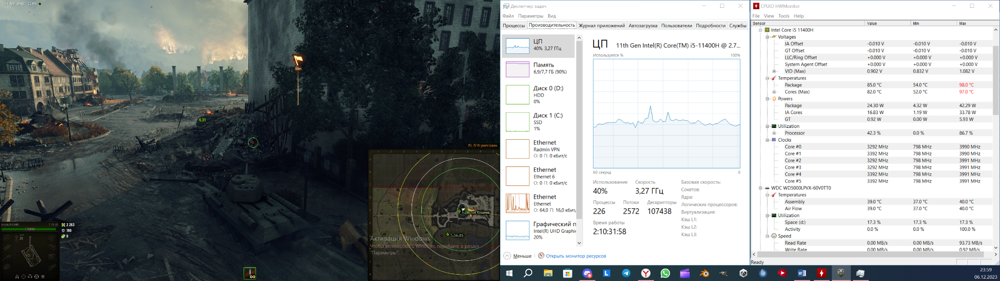 64 fps ping: 22 ms
80m
4,31
Pz. IV H уничтожен.
T-34-85
770/810
2 263
180
0
28
Капитан Кощеев
T-34-85
Активация Windows
Чтобы активировать Windows, перейдите в раздел
"Параметры".
Диспетчер задач
Файл Параметры Вид
Процессы Производительность Журнал приложений Автозагрузка Пользователи Подробности Службы
ЦП
40% 3,27 ГГц
Память
6,9/7,7 ГБ (90%)
Диск 0 (D:)
HDD
0%
Диск 1 (C:)
SSD
1%
Ethernet
Radmin VPN
О: 0 П: 0 кбит/с
Ethernet
Ethernet 6
О: 0 П: 0 кбит/с
Ethernet
Ethernet
О: 64,0 П: 16,0 кбит/
Графический п
Intel(R) UHD Graphic
20%
ЦП 11th Gen Intel(R) Core(TM) i5-11400H @ 2.7...
Используется % 100%
60 секунд 0
Использование Скорость
40% 3,27 ГГц
Процессы Потоки Дескрипторы
226 2572 107438
Время работы
2:10:31:58
Базовая скорость:
Сокетов:
Ядра:
Логических процессоров:
Виртуализация:
Кэш L1:
Кэш L2:
Кэш L3:
Меньше Открыть монитор ресурсов
CPUID HWMonitor
File View Tools Help
Sensor Value Min Max
Intel Core i5 11400H
Voltages
IA Offset -0.010 V -0.010 V -0.010 V
GT Offset -0.010 V -0.010 V -0.010 V
LLC/Ring Offset +0.000 V +0.000 V +0.000 V
System Agent Offset +0.000 V +0.000 V +0.000 V
VID (Max) 0.902 V 0.832 V 1.082 V
Temperatures
Package 85.0 °C 54.0 °C 98.0 °C
Cores (Max) 82.0 °C 52.0 °C 97.0 °C
Powers
Package 24.30 W 4.32 W 42.29 W
IA Cores 16.83 W 1.19 W 33.78 W
GT 0.92 W 0.00 W 5.93 W
Utilization
Processor 42.3 % 0.0 % 86.7 %
Clocks
Core #0 3292 MHz 798 MHz 3990 MHz
Core #1 3392 MHz 798 MHz 3990 MHz
Core #2 3292 MHz 798 MHz 3991 MHz
Core #3 3292 MHz 798 MHz 3991 MHz
Core #4 3392 MHz 798 MHz 3991 MHz
Core #5 3392 MHz 798 MHz 3991 MHz
WDC WD5000LPVX-60V0TT0
Temperatures
Assembly 39.0 °C 37.0 °C 40.0 °C
Air Flow 39.0 °C 37.0 °C 40.0 °C
Utilization
Space (d:) 17.3 % 17.3 % 17.3 %
Activity 0.0 % 0.0 % 100.0 %
Speed
Read Rate 0.00 MB/s 0.00 MB/s 93.73 MB/s
Write Rate 0.00 MB/s 0.00 MB/s 0.92 MB/s
Ready
23:59
06.12.2023